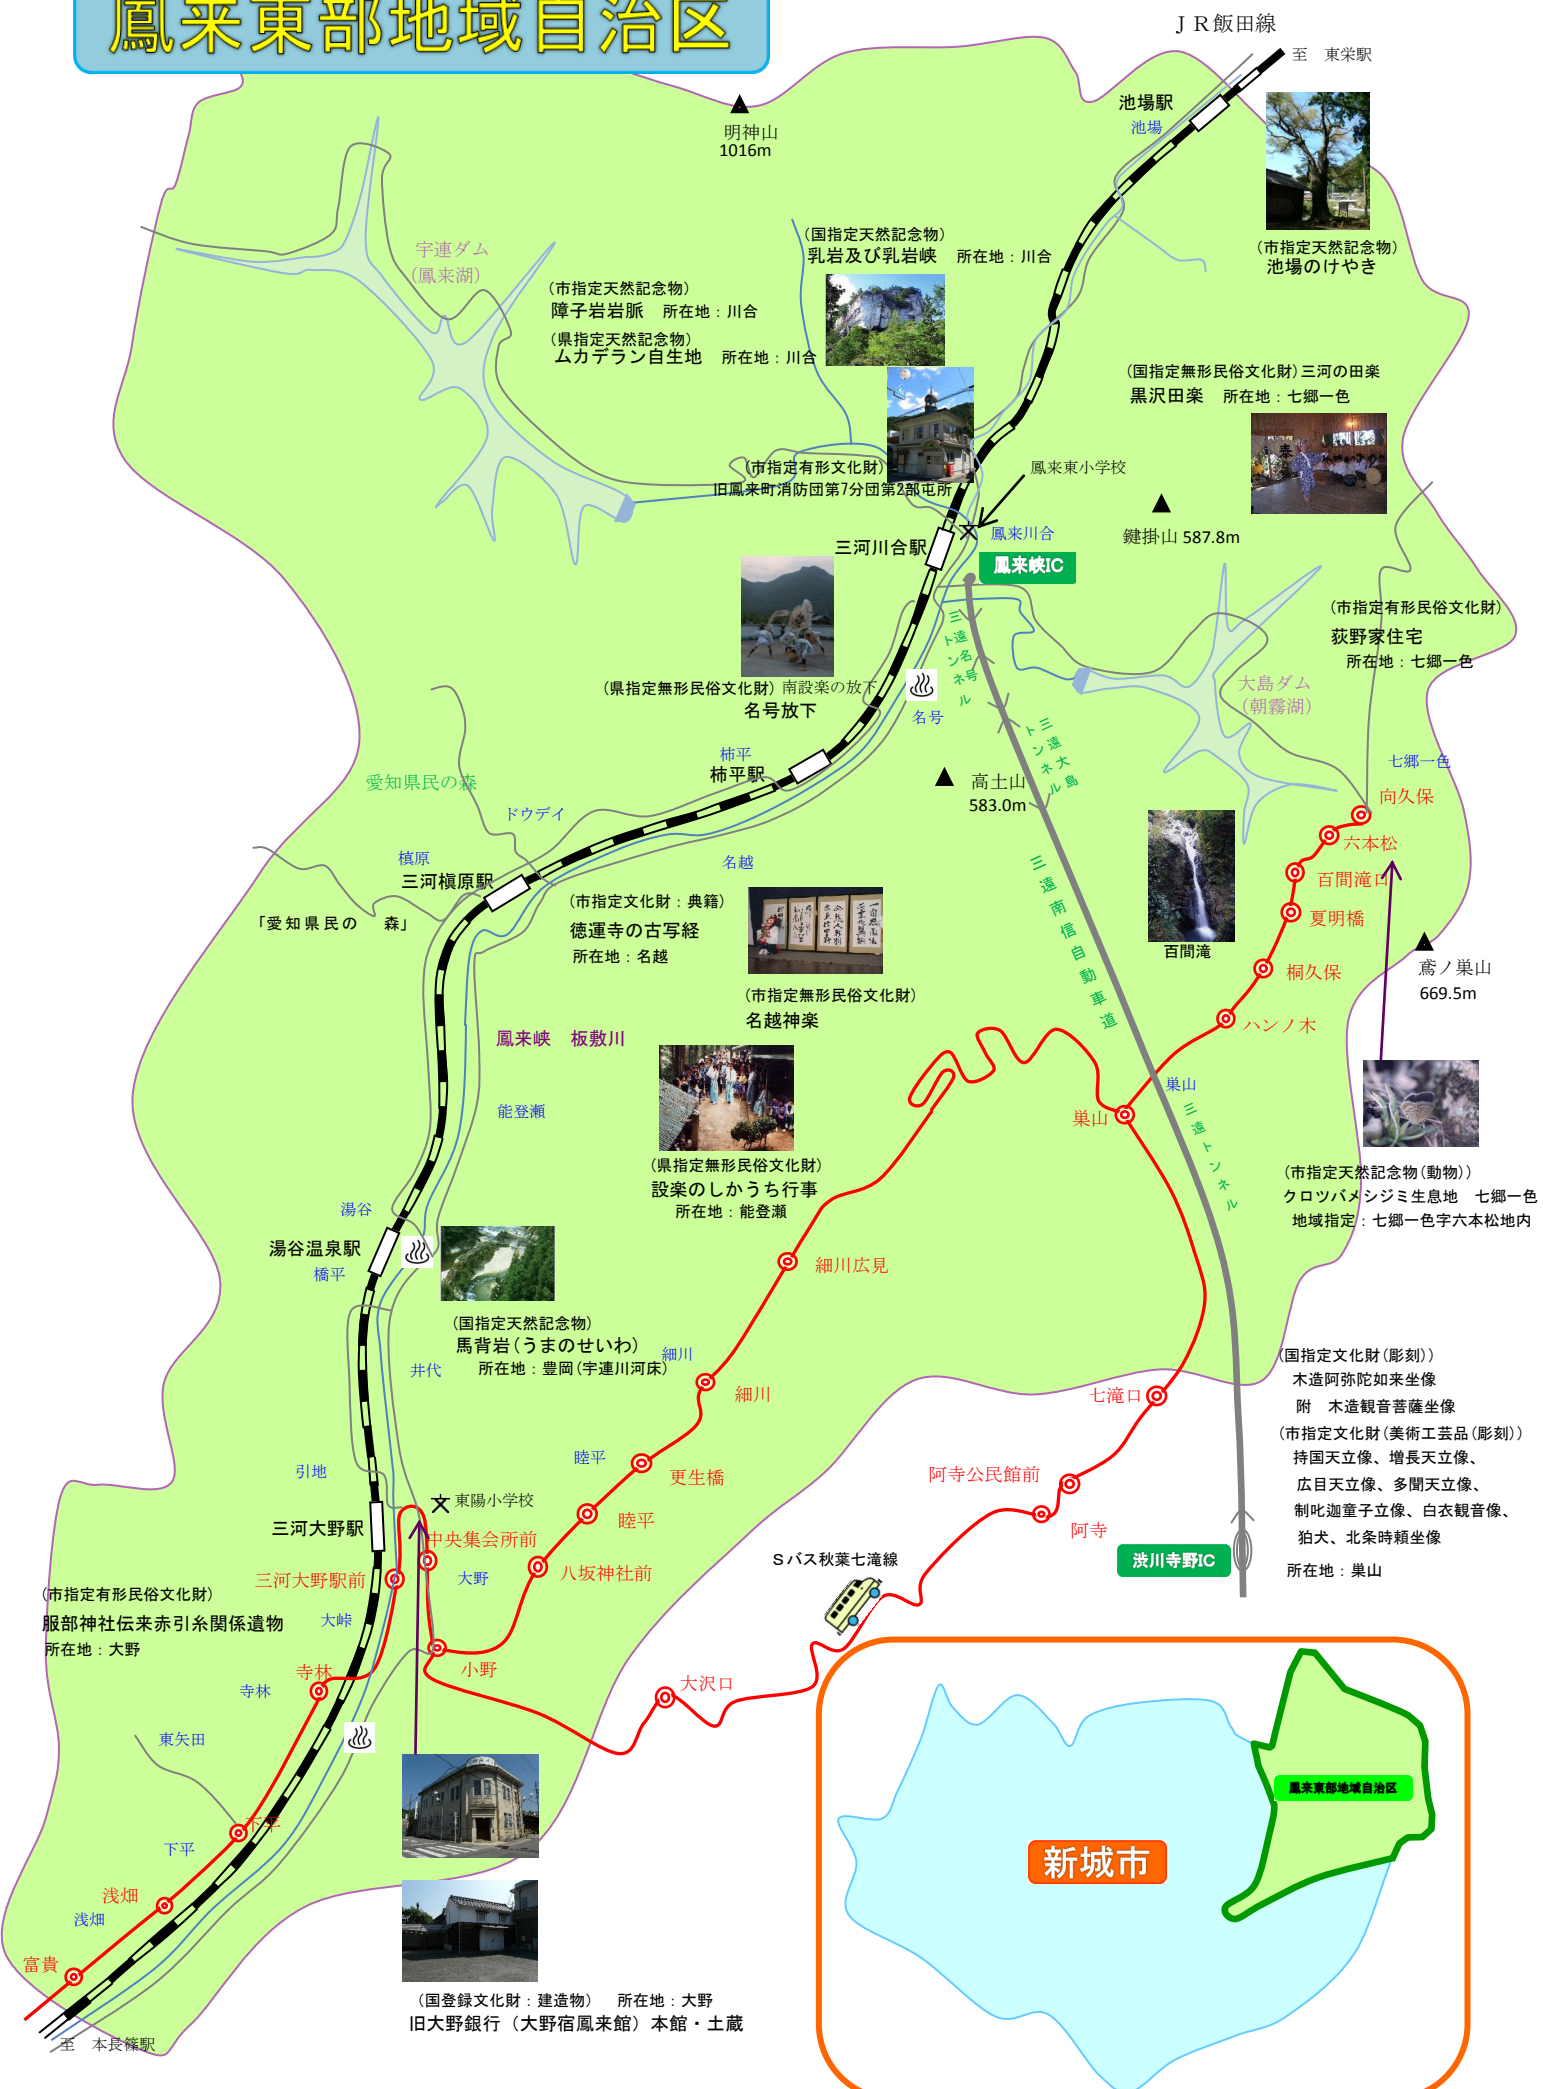 鳳来東部地域自治区
ＪＲ飯田線
至　東栄駅
池場駅
池場
明神山
1016m
(市指定天然記念物)
池場のけやき
宇連ダム
(鳳来湖)
(国指定天然記念物)
乳岩及び乳岩峡　所在地：川合
(市指定天然記念物)
障子岩岩脈　所在地：川合
(県指定天然記念物)
ムカデラン自生地　所在地：川合
(国指定無形民俗文化財)三河の田楽
黒沢田楽　所在地：七郷一色
(市指定有形文化財)
旧鳳来町消防団第7分団第2部屯所
鳳来東小学校
鳳来川合
三河川合駅
鳳来峡IC
鍵掛山 587.8m
(市指定有形民俗文化財)
荻野家住宅
所在地：七郷一色
三遠名号
トンネル
(県指定無形民俗文化財) 南設楽の放下
名号放下
名号
大島ダム
(朝霧湖)
三遠大島
トンネル
柿平
柿平駅
高土山
583.0m
七郷一色
向久保
六本松
百間滝口
夏明橋
桐久保
ハンノ木
愛知県民の森
ドウデイ
槙原
三河槇原駅
「愛知県民の　森」
名越
(市指定文化財：典籍)
徳運寺の古写経
所在地：名越
(市指定無形民俗文化財)
名越神楽
三遠南信自動車道
百間滝
鳶ノ巣山
669.5m
鳳来峡　板敷川
能登瀬
(県指定無形民俗文化財)
設楽のしかうち行事
所在地：能登瀬
巣山
巣山
三遠トンネル
(市指定天然記念物(動物))
クロツバメシジミ生息地　七郷一色
地域指定：七郷一色字六本松地内
湯谷
湯谷温泉駅
橋平
(国指定天然記念物)
馬背岩(うまのせいわ)
所在地：豊岡(宇連川河床)
細川広見
細川
細川
井代
(国指定文化財(彫刻))
木造阿弥陀如来坐像
附　木造観音菩薩坐像
(市指定文化財(美術工芸品(彫刻))
持国天立像、増長天立像、
広目天立像、多聞天立像、
制叱迦童子立像、白衣観音像、
狛犬、北条時頼坐像
所在地：巣山
七滝口
阿寺公民館前
阿寺
渋川寺野IC
引地
睦平
更生橋
睦平
東陽小学校
三河大野駅
中央集会所前
三河大野駅前
大野
八坂神社前
Ｓバス秋葉七滝線
(市指定有形民俗文化財)
服部神社伝来赤引糸関係遺物
所在地：大野
大峠
小野
寺林
寺林
大沢口
東矢田
下平
下平
浅畑
浅畑
富貴
至　本長篠駅
(国登録文化財：建造物)　所在地：大野
旧大野銀行（大野宿鳳来館）本館・土蔵
鳳来東部地域自治区
新城市